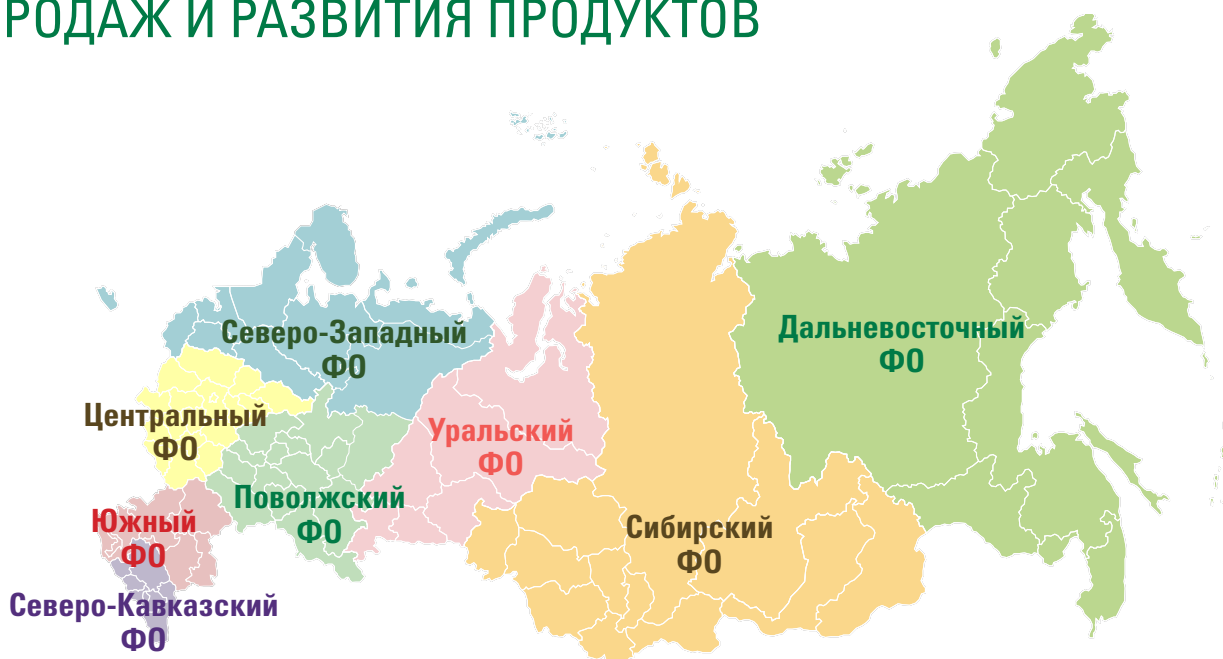 РОДАЖ И РАЗВИТИЯ ПРОДУКТОВ
Северо-Западный
ФО
Дальневосточный
ФО
Центральный
ФО
Уральский
ФО
Поволжский
ФО
Южный
ФО
Сибирский
ФО
Северо-Кавказский
ФО